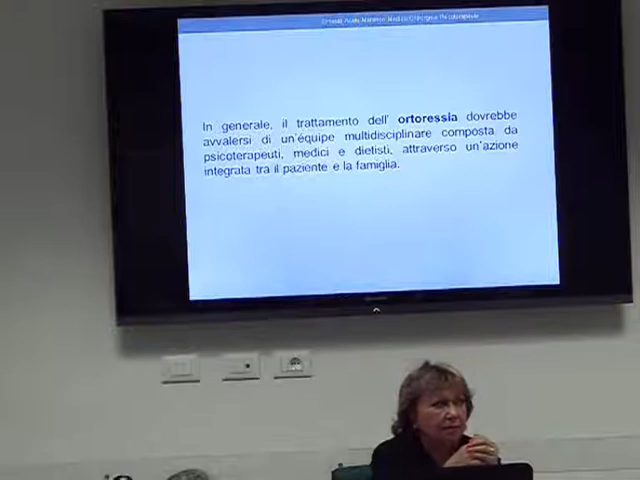 In generale, il trattamento dell' ortoressia dovrebbe
avvalersi di un'équipe multidisciplinare composta da
psicoterapeuti, medici e dietisti, attraverso un'azione
integrata tra il paziente e la famiglia.